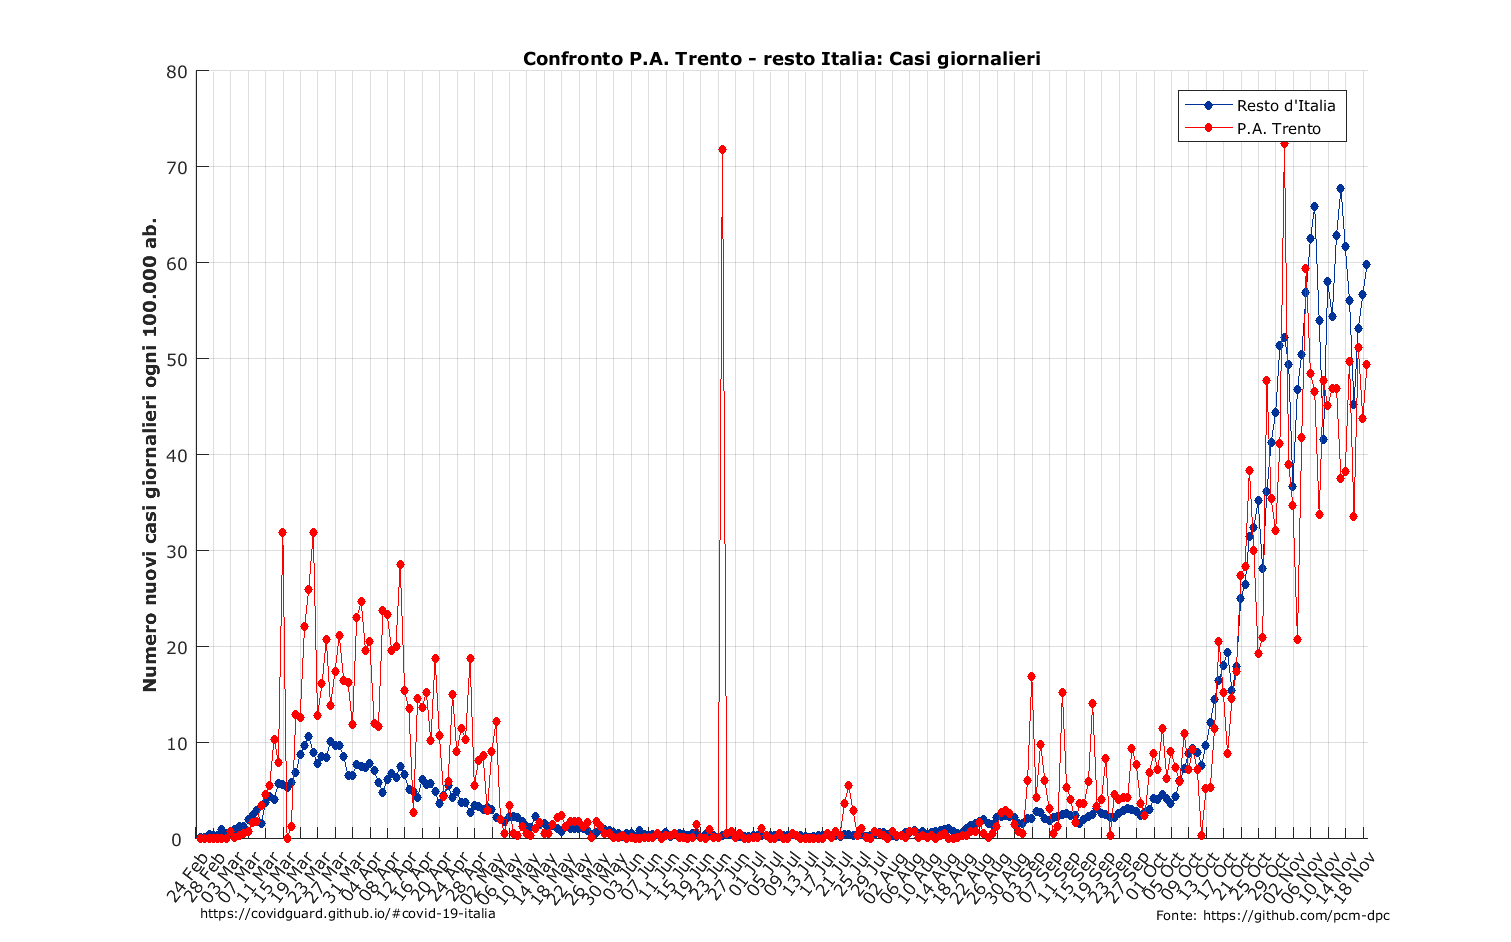 Confronto P.A. Trento - resto Italia: Casi giornalieri
Resto d'Italia
P.A. Trento
Numero nuovi casi giornalieri ogni 100.000 ab.
80
70
60
50
40
30
20
10
0
24 Feb
28 Feb
03 Mar
07 Mar
11 Mar
15 Mar
19 Mar
23 Mar
27 Mar
31 Mar
04 Apr
08 Apr
12 Apr
16 Apr
20 Apr
24 Apr
28 Apr
02 May
06 May
10 May
14 May
18 May
22 May
26 May
30 May
03 Jun
07 Jun
11 Jun
15 Jun
19 Jun
23 Jun
27 Jun
01 Jul
05 Jul
09 Jul
13 Jul
17 Jul
21 Jul
25 Jul
29 Jul
02 Aug
06 Aug
10 Aug
14 Aug
18 Aug
22 Aug
26 Aug
30 Aug
03 Sep
07 Sep
11 Sep
15 Sep
19 Sep
23 Sep
27 Sep
01 Oct
05 Oct
09 Oct
13 Oct
17 Oct
21 Oct
25 Oct
29 Oct
02 Nov
06 Nov
10 Nov
14 Nov
18 Nov
https://covidguard.github.io/#covid-19-italia
Fonte: https://github.com/pcm-dpc